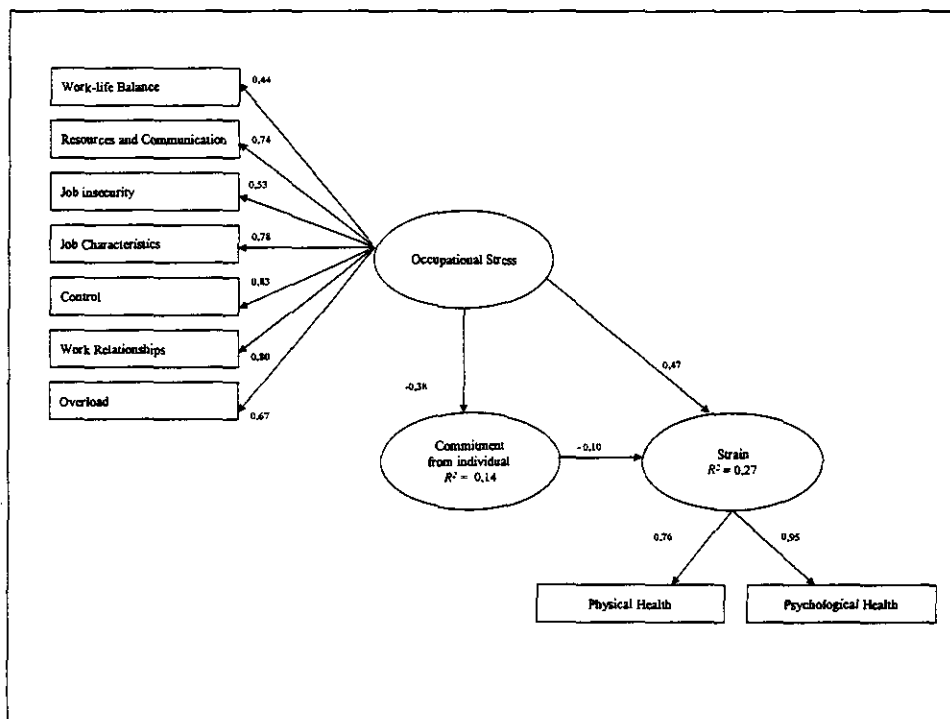 Work-life Balance
0,44
Resources and Communication
0,74
Job insecurity
0,53
Job Characteristics
0,78
Control
0,83
Work Relationships
0,80
Overload
0,67
Occupational Stress
-0,38
0,47
Commitment
from individual
R² = 0,14
-0,10
Strain
R² = 0,27
0,76
0,95
Physical Health
Psychological Health